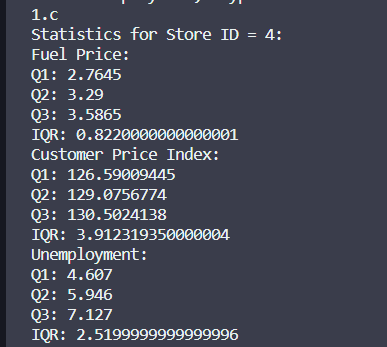 1.c
Statistics for Store ID = 4:
Fuel Price:
Q1: 2.7645
Q2: 3.29
Q3: 3.5865
IQR: 0.8220000000000001
Customer Price Index:
Q1: 126.59009445
Q2: 129.0756774
Q3: 130.5024138
IQR: 3.912319350000004
Unemployment:
Q1: 4.607
Q2: 5.946
Q3: 7.127
IQR: 2.5199999999999996